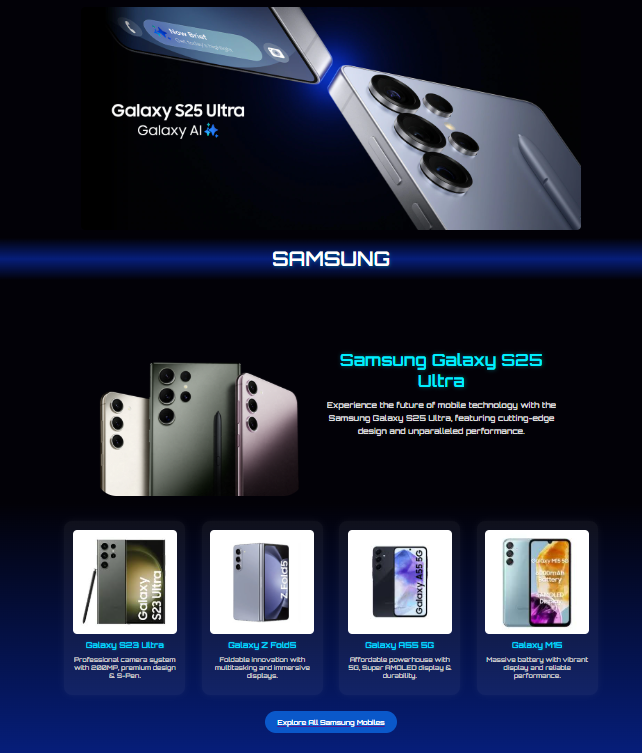 Now Brief
Galaxy S25 Ultra
Galaxy AI
SAMSUNG
Samsung Galaxy S25
Ultra
Experience the future of mobile technology with the
Samsung Galaxy S25 Ultra, featuring cutting-edge
design and unparalleled performance.
Galaxy
S23 Ultra
Galaxy S23 Ultra
Professional camera system
with 200MP, premium design
& S-Pen.
Z Fold5
Galaxy Z Fold5
Foldable innovation with
multitasking and immersive
displays.
Galaxy A55 5G
Galaxy A55 5G
Affordable powerhouse with
5G, Super AMOLED display &
durability.
Galaxy M15 5G
6000mAh
Battery
sAMOLED
Display
Galaxy M15
Massive battery with vibrant
display and reliable
performance.
Explore All Samsung Mobiles